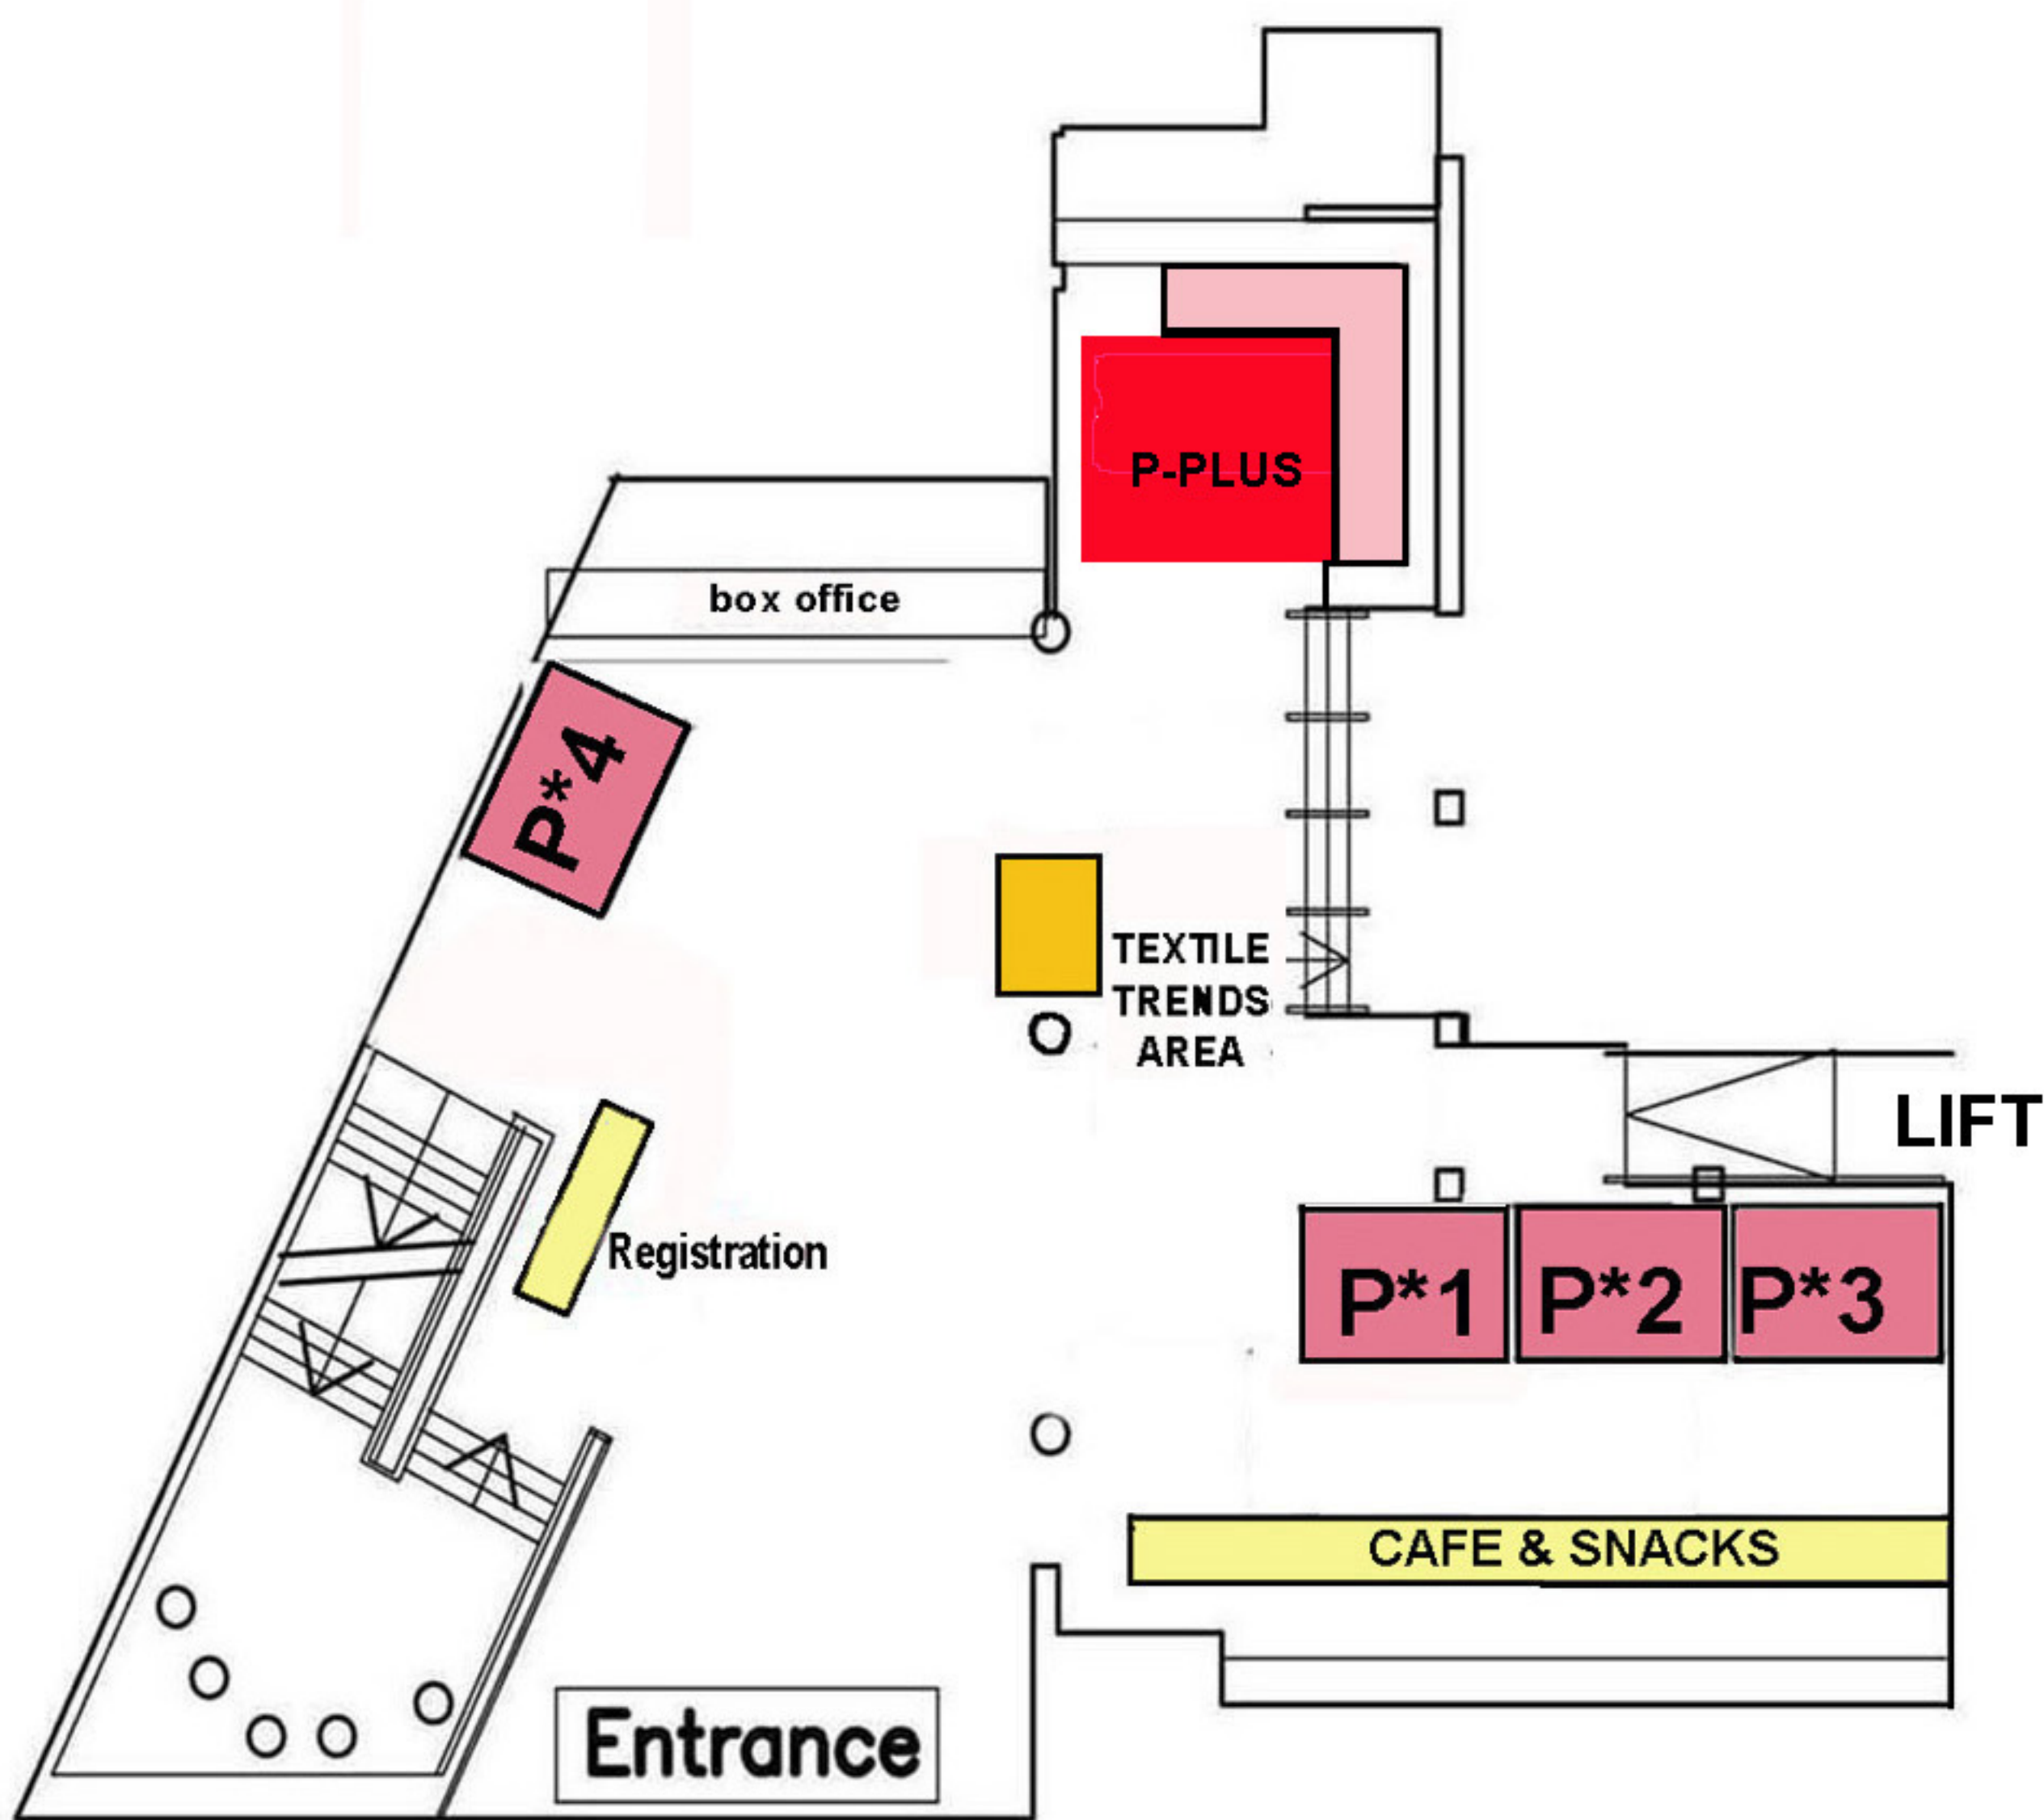 P-PLUS
box office
P*4
TEXTILE
TRENDS
AREA
LIFT
Registration
P*1 P*2 P*3
CAFE & SNACKS
Entrance